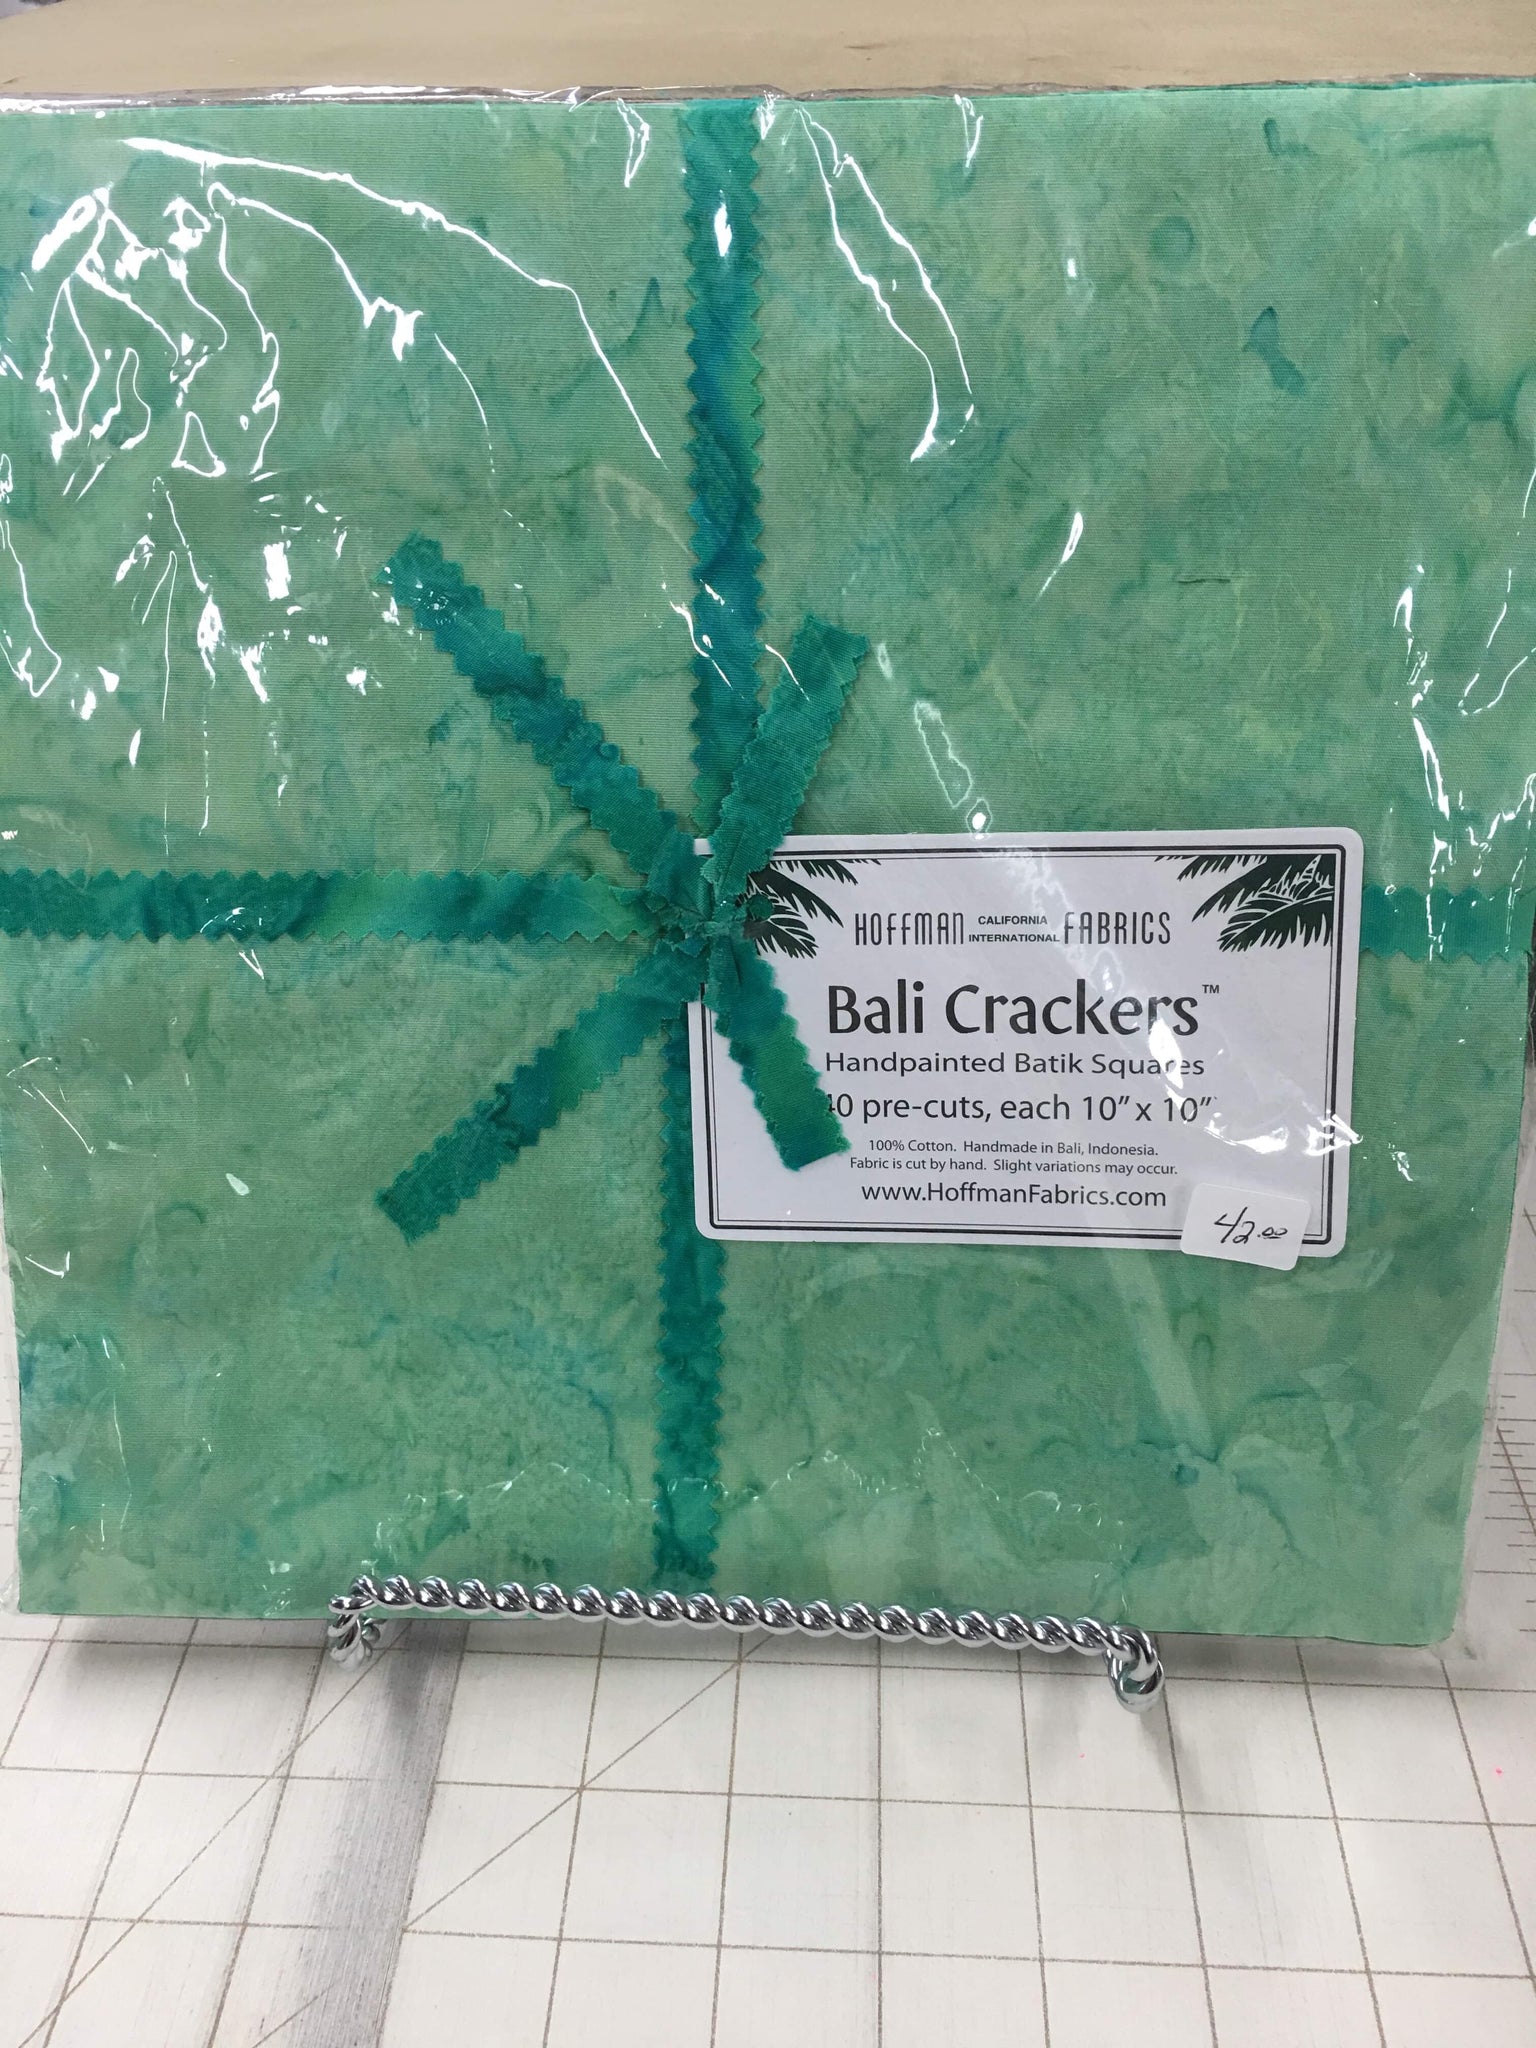 HOFFMAN CALIFORNIA INTERNATIONAL FABRICS
Bali Crackers™
Handpainted Batik Squares
40 pre-cuts, each 10" x 10"
100% Cotton. Handmade in Bali, Indonesia.
Fabric is cut by hand. Slight variations may occur.
www.HoffmanFabrics.com
42.00